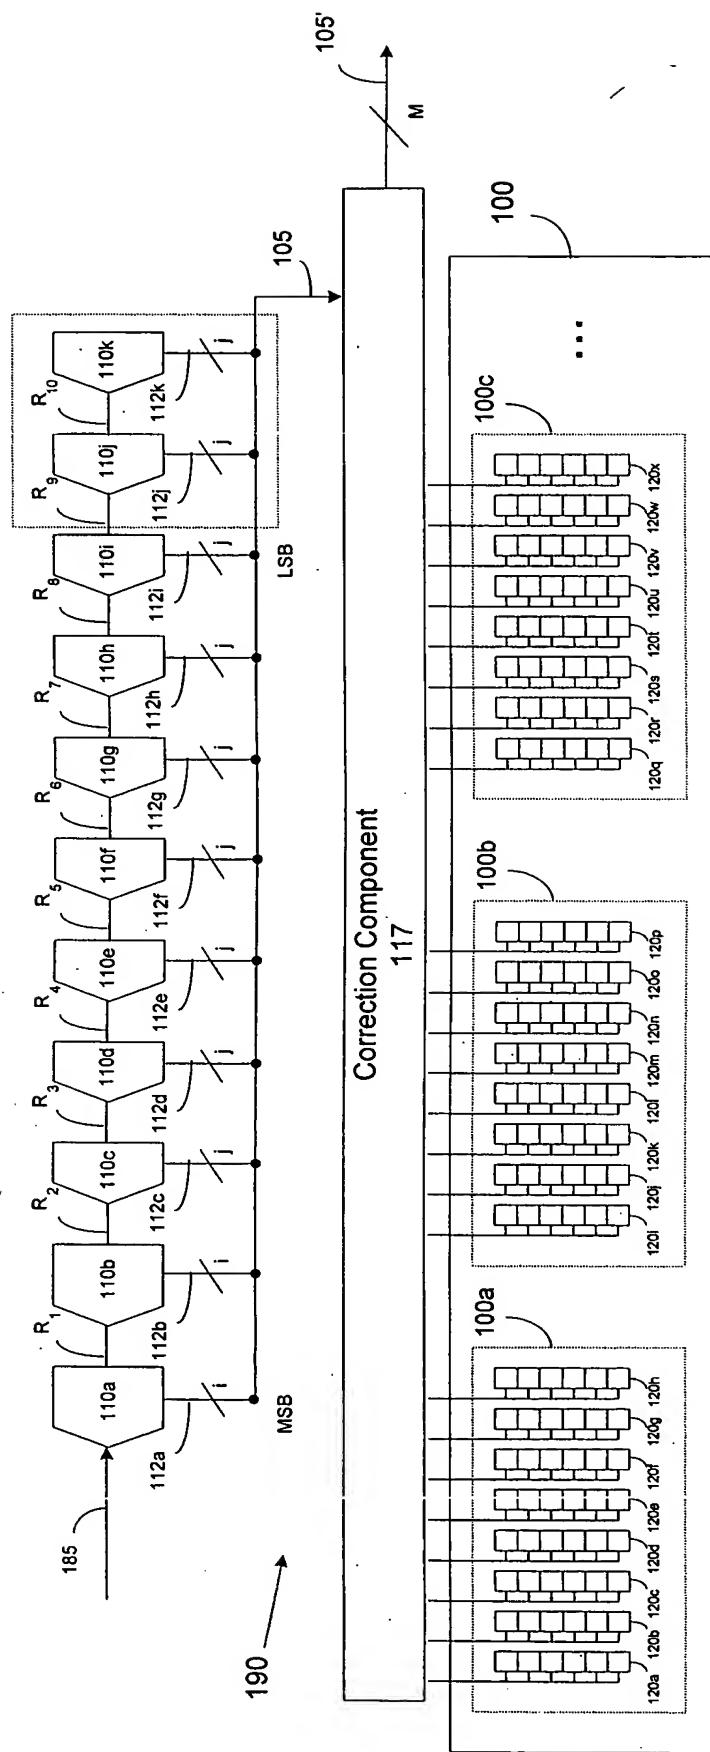 185
110a
R1
110b
R2
110c
R3
110d
R4
110e
R5
110f
R6
110g
R7
110h
R8
110i
R9
110j
R10
110k
112a
i
112b
i
112c
j
112d
j
112e
j
112f
j
112g
j
112h
j
112i
j
112j
j
112k
j
MSB
LSB
105
190
Correction Component
117
M
105'
100
100a
100b
100c
...
120a
120b
120c
120d
120e
120f
120g
120h
120i
120j
120k
120l
120m
120n
120o
120p
120q
120r
120s
120t
120u
120v
120w
120x